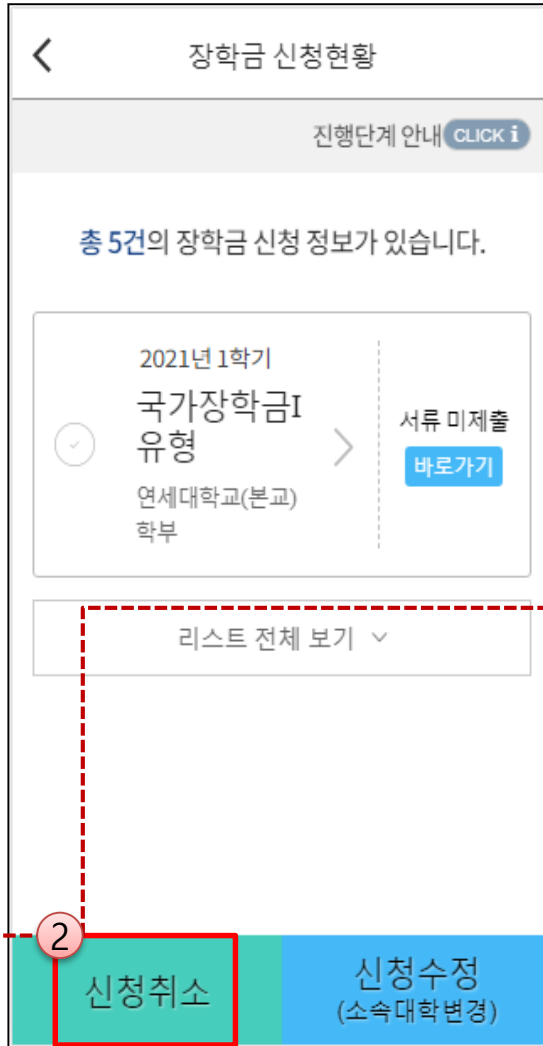 장학금 신청현황
진행단계 안내 CLICK i
총 5건의 장학금 신청 정보가 있습니다.
2021년 1학기
국가장학금I
유형
연세대학교(본교)
학부
서류 미제출
바로가기
리스트 전체 보기
2
신청취소
신청수정
(소속대학변경)